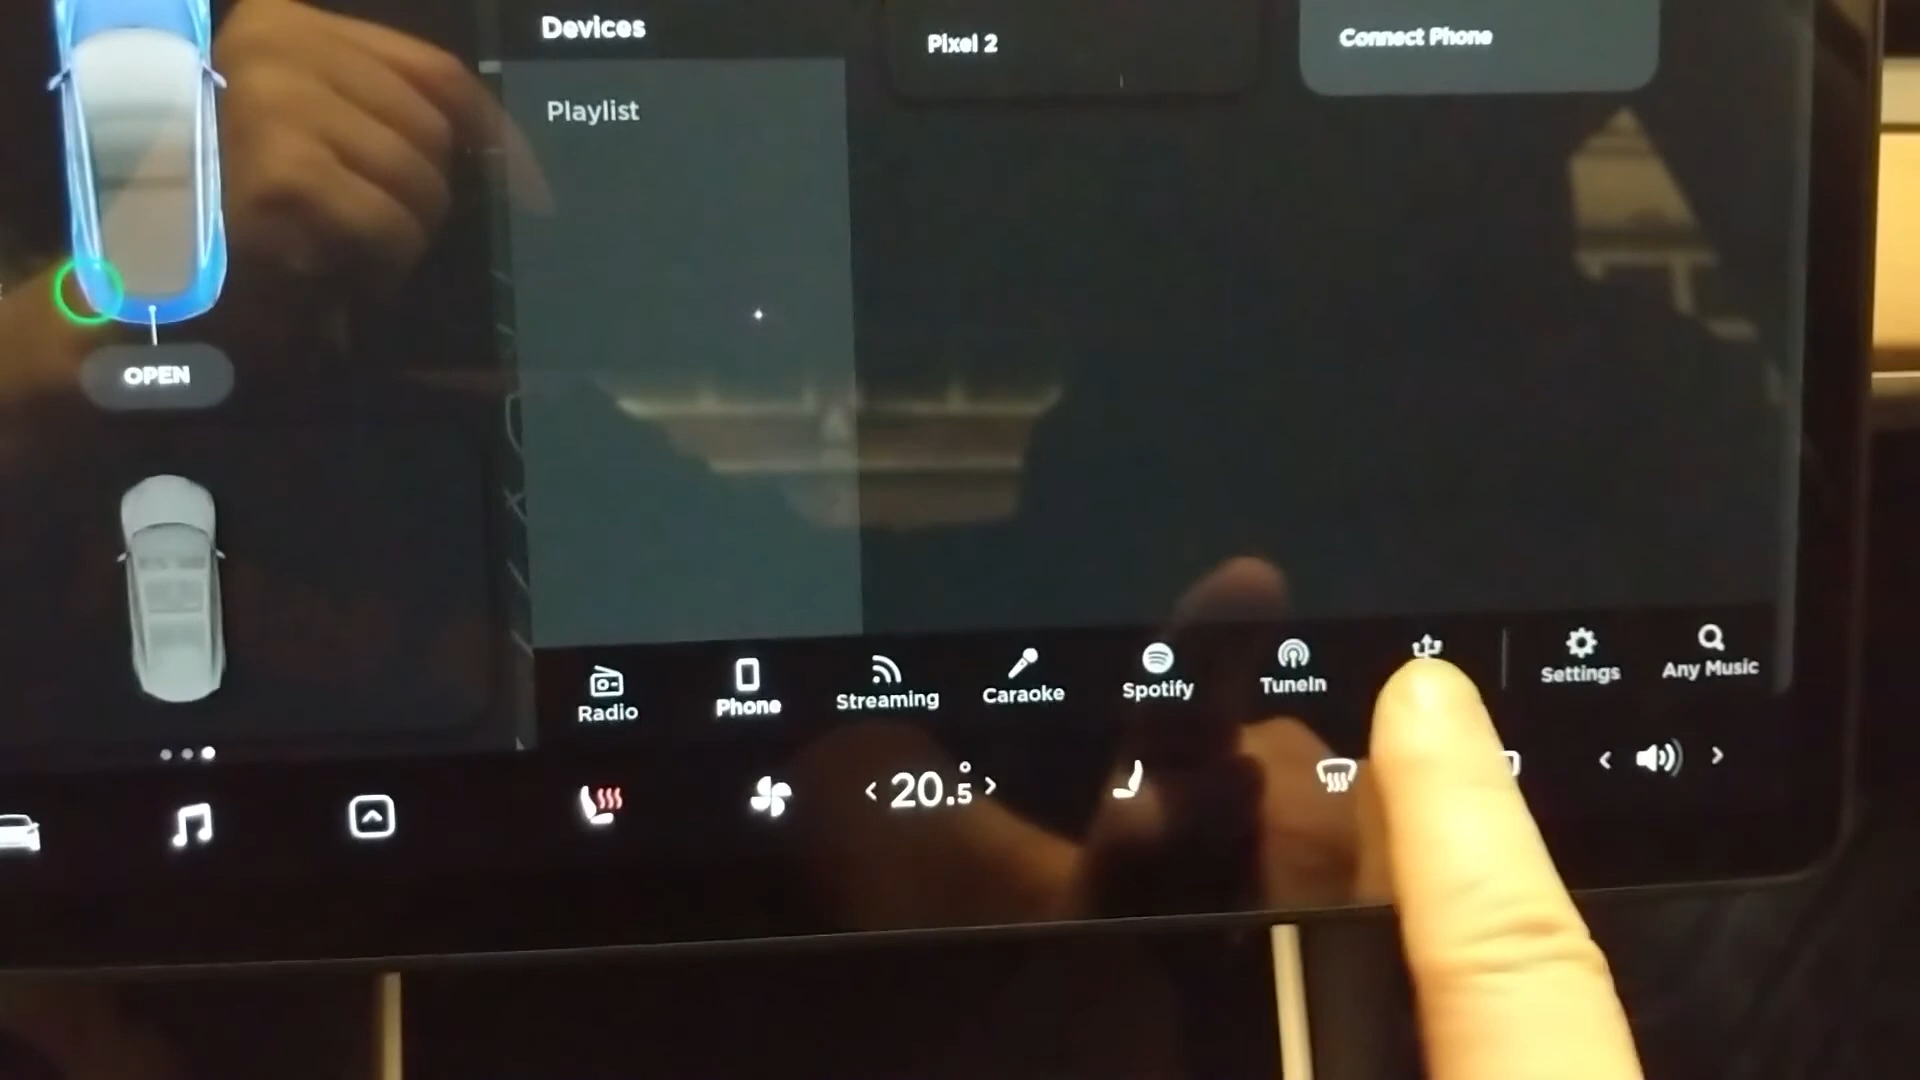 Devices
Pixel 2
Connect Phone
Playlist
OPEN
Radio
Phone
Streaming
Caraoke
Spotify
TuneIn
Settings
Any Music
< 20.5° >
< >